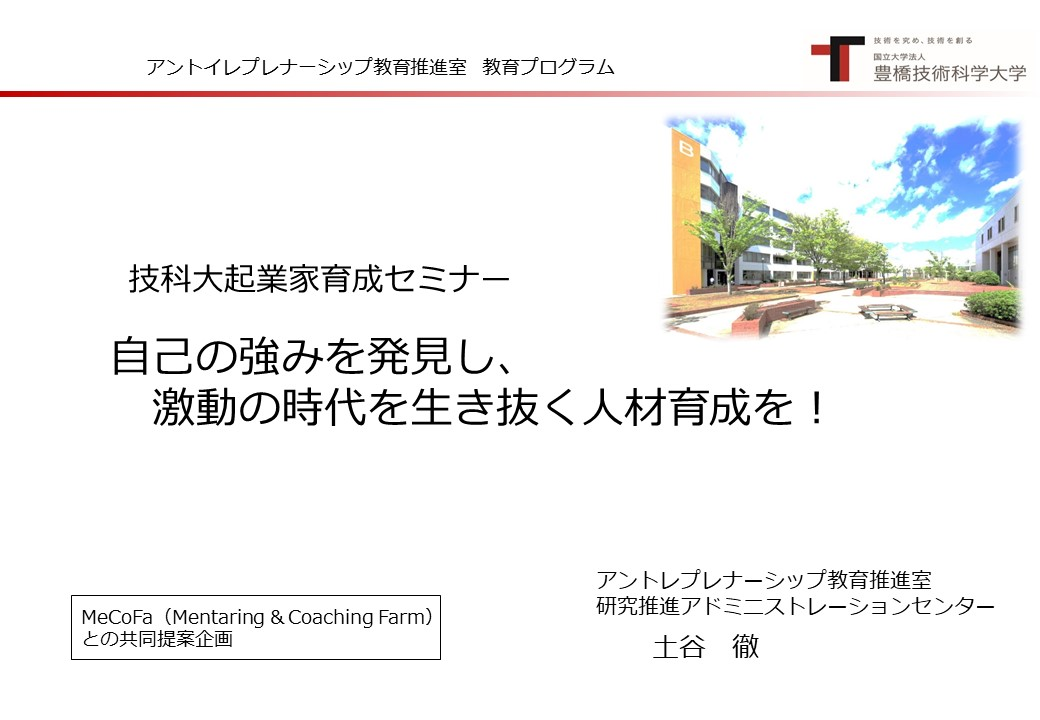 アントイレプレナーシップ教育推進室 教育プログラム
技術を究め、技術を創る
国立大学法人
豊橋技術科学大学
B
技科大起業家育成セミナー
自己の強みを発見し、
激動の時代を生き抜く人材育成を！
アントレプレナーシップ教育推進室
研究推進アドミニストレーションセンター
土谷　徹
MeCoFa（Mentaring & Coaching Farm）
との共同提案企画